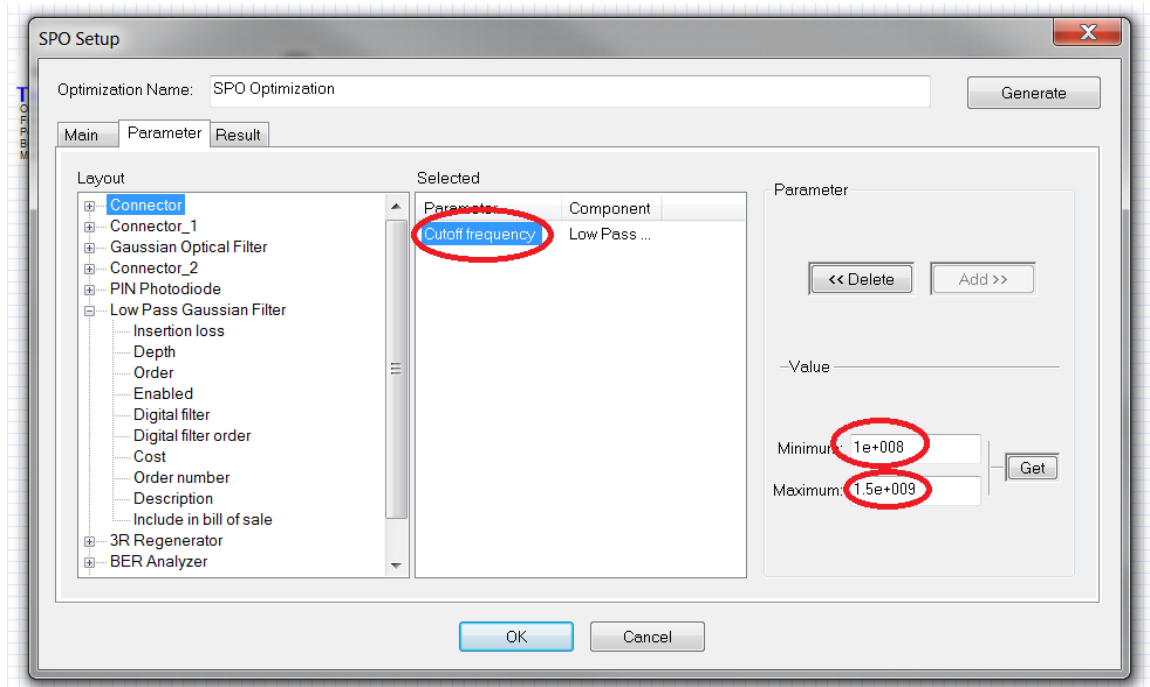 SPO Setup
X
Optimization Name: SPO Optimization
Generate
Main Parameter Result
Layout
Selected
Parameter
Connector
Connector_1
Gaussian Optical Filter
Connector_2
PIN Photodiode
Low Pass Gaussian Filter
Insertion loss
Depth
Order
Enabled
Digital filter
Digital filter order
Cost
Order number
Description
Include in bill of sale
3R Regenerator
BER Analyzer
Parameter Component
Cutoff frequency Low Pass ...
<< Delete Add >>
Value
Minimum: 1e+008
Get
Maximum: 1.5e+009
OK Cancel
T
O
F
P
B
M